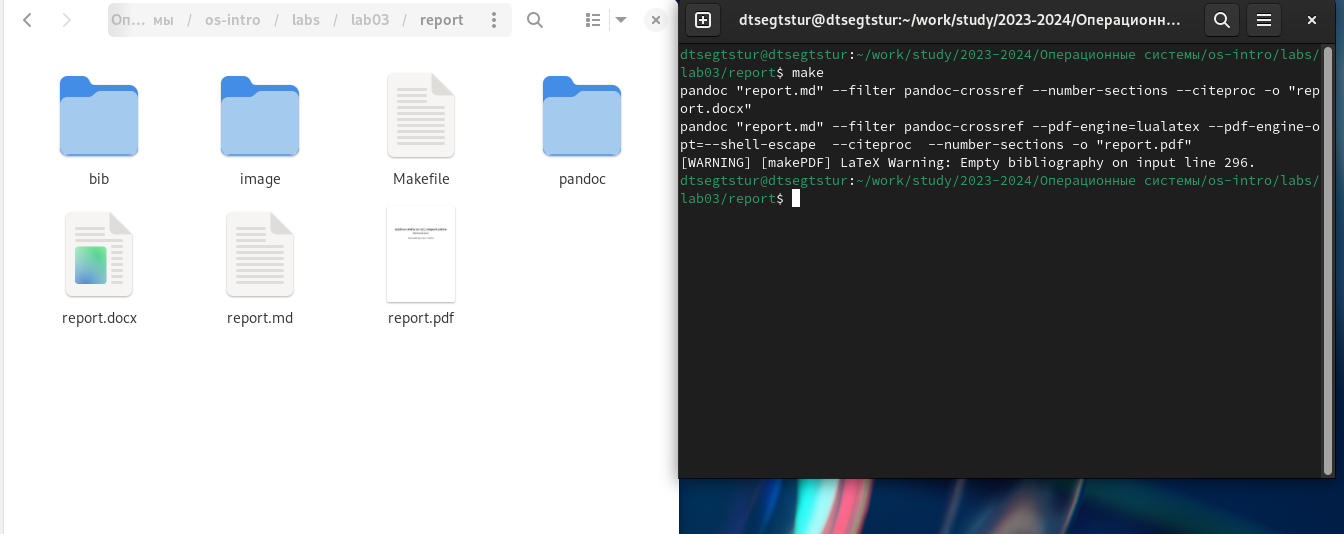 Оп... мы / os-intro / labs / lab03 / report
bib
image
Makefile
pandoc
report.docx
report.md
report.pdf
dtsegtstur@dtsegtstur:~/work/study/2023-2024/Операционн...
dtsegtstur@dtsegtstur:~/work/study/2023-2024/Операционные системы/os-intro/labs/
lab03/report$ make
pandoc "report.md" --filter pandoc-crossref --number-sections --citeproc -o "rep
ort.docx"
pandoc "report.md" --filter pandoc-crossref --pdf-engine=lualatex --pdf-engine-o
pt=--shell-escape  --citeproc  --number-sections -o "report.pdf"
[WARNING] [makePDF] LaTeX Warning: Empty bibliography on input line 296.
dtsegtstur@dtsegtstur:~/work/study/2023-2024/Операционные системы/os-intro/labs/
lab03/report$